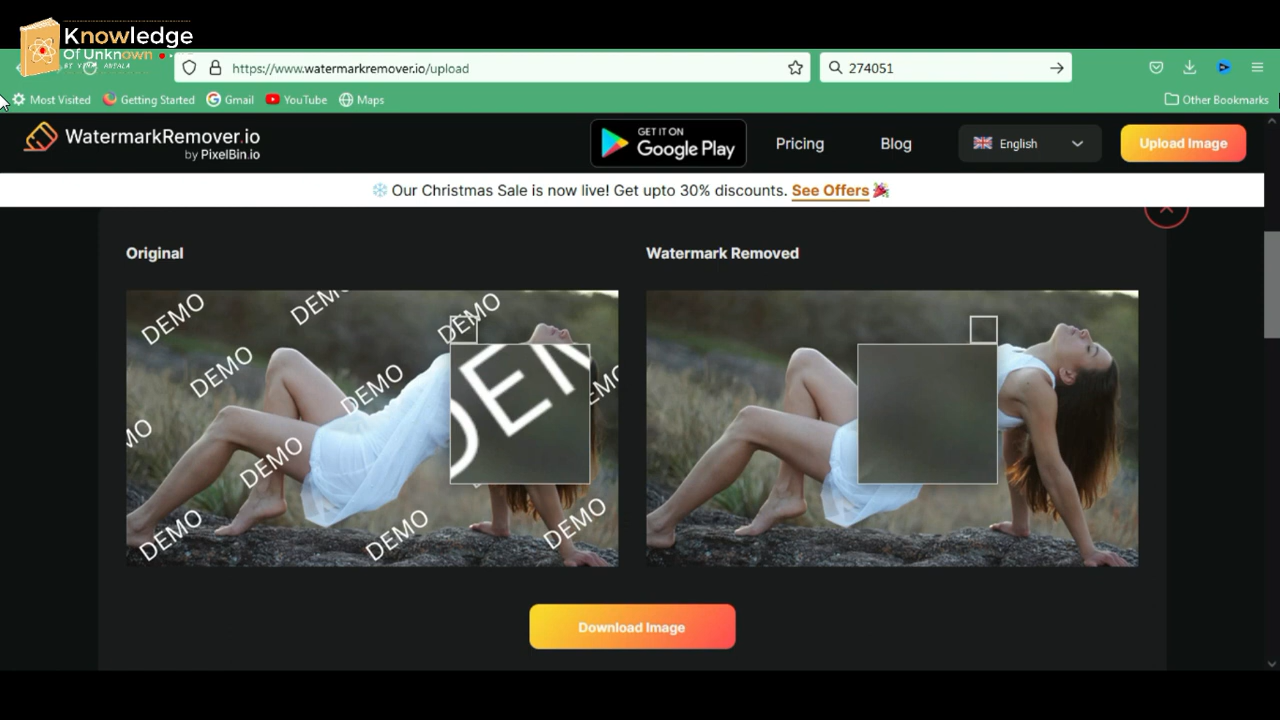 Knowledge
Of Unknown
https://www.watermarkremover.io/upload
274051
Most Visited
Getting Started
Gmail
YouTube
Maps
Other Bookmarks
WatermarkRemover.io
by PixelBin.io
GET IT ON
Google Play
Pricing
Blog
English
Upload Image
Our Christmas Sale is now live! Get upto 30% discounts. See Offers
Original
Watermark Removed
DEMO
DEMO
DEMO
DEMO
DEMO
DEMO
DEMO
DEMO
DEMO
Download Image